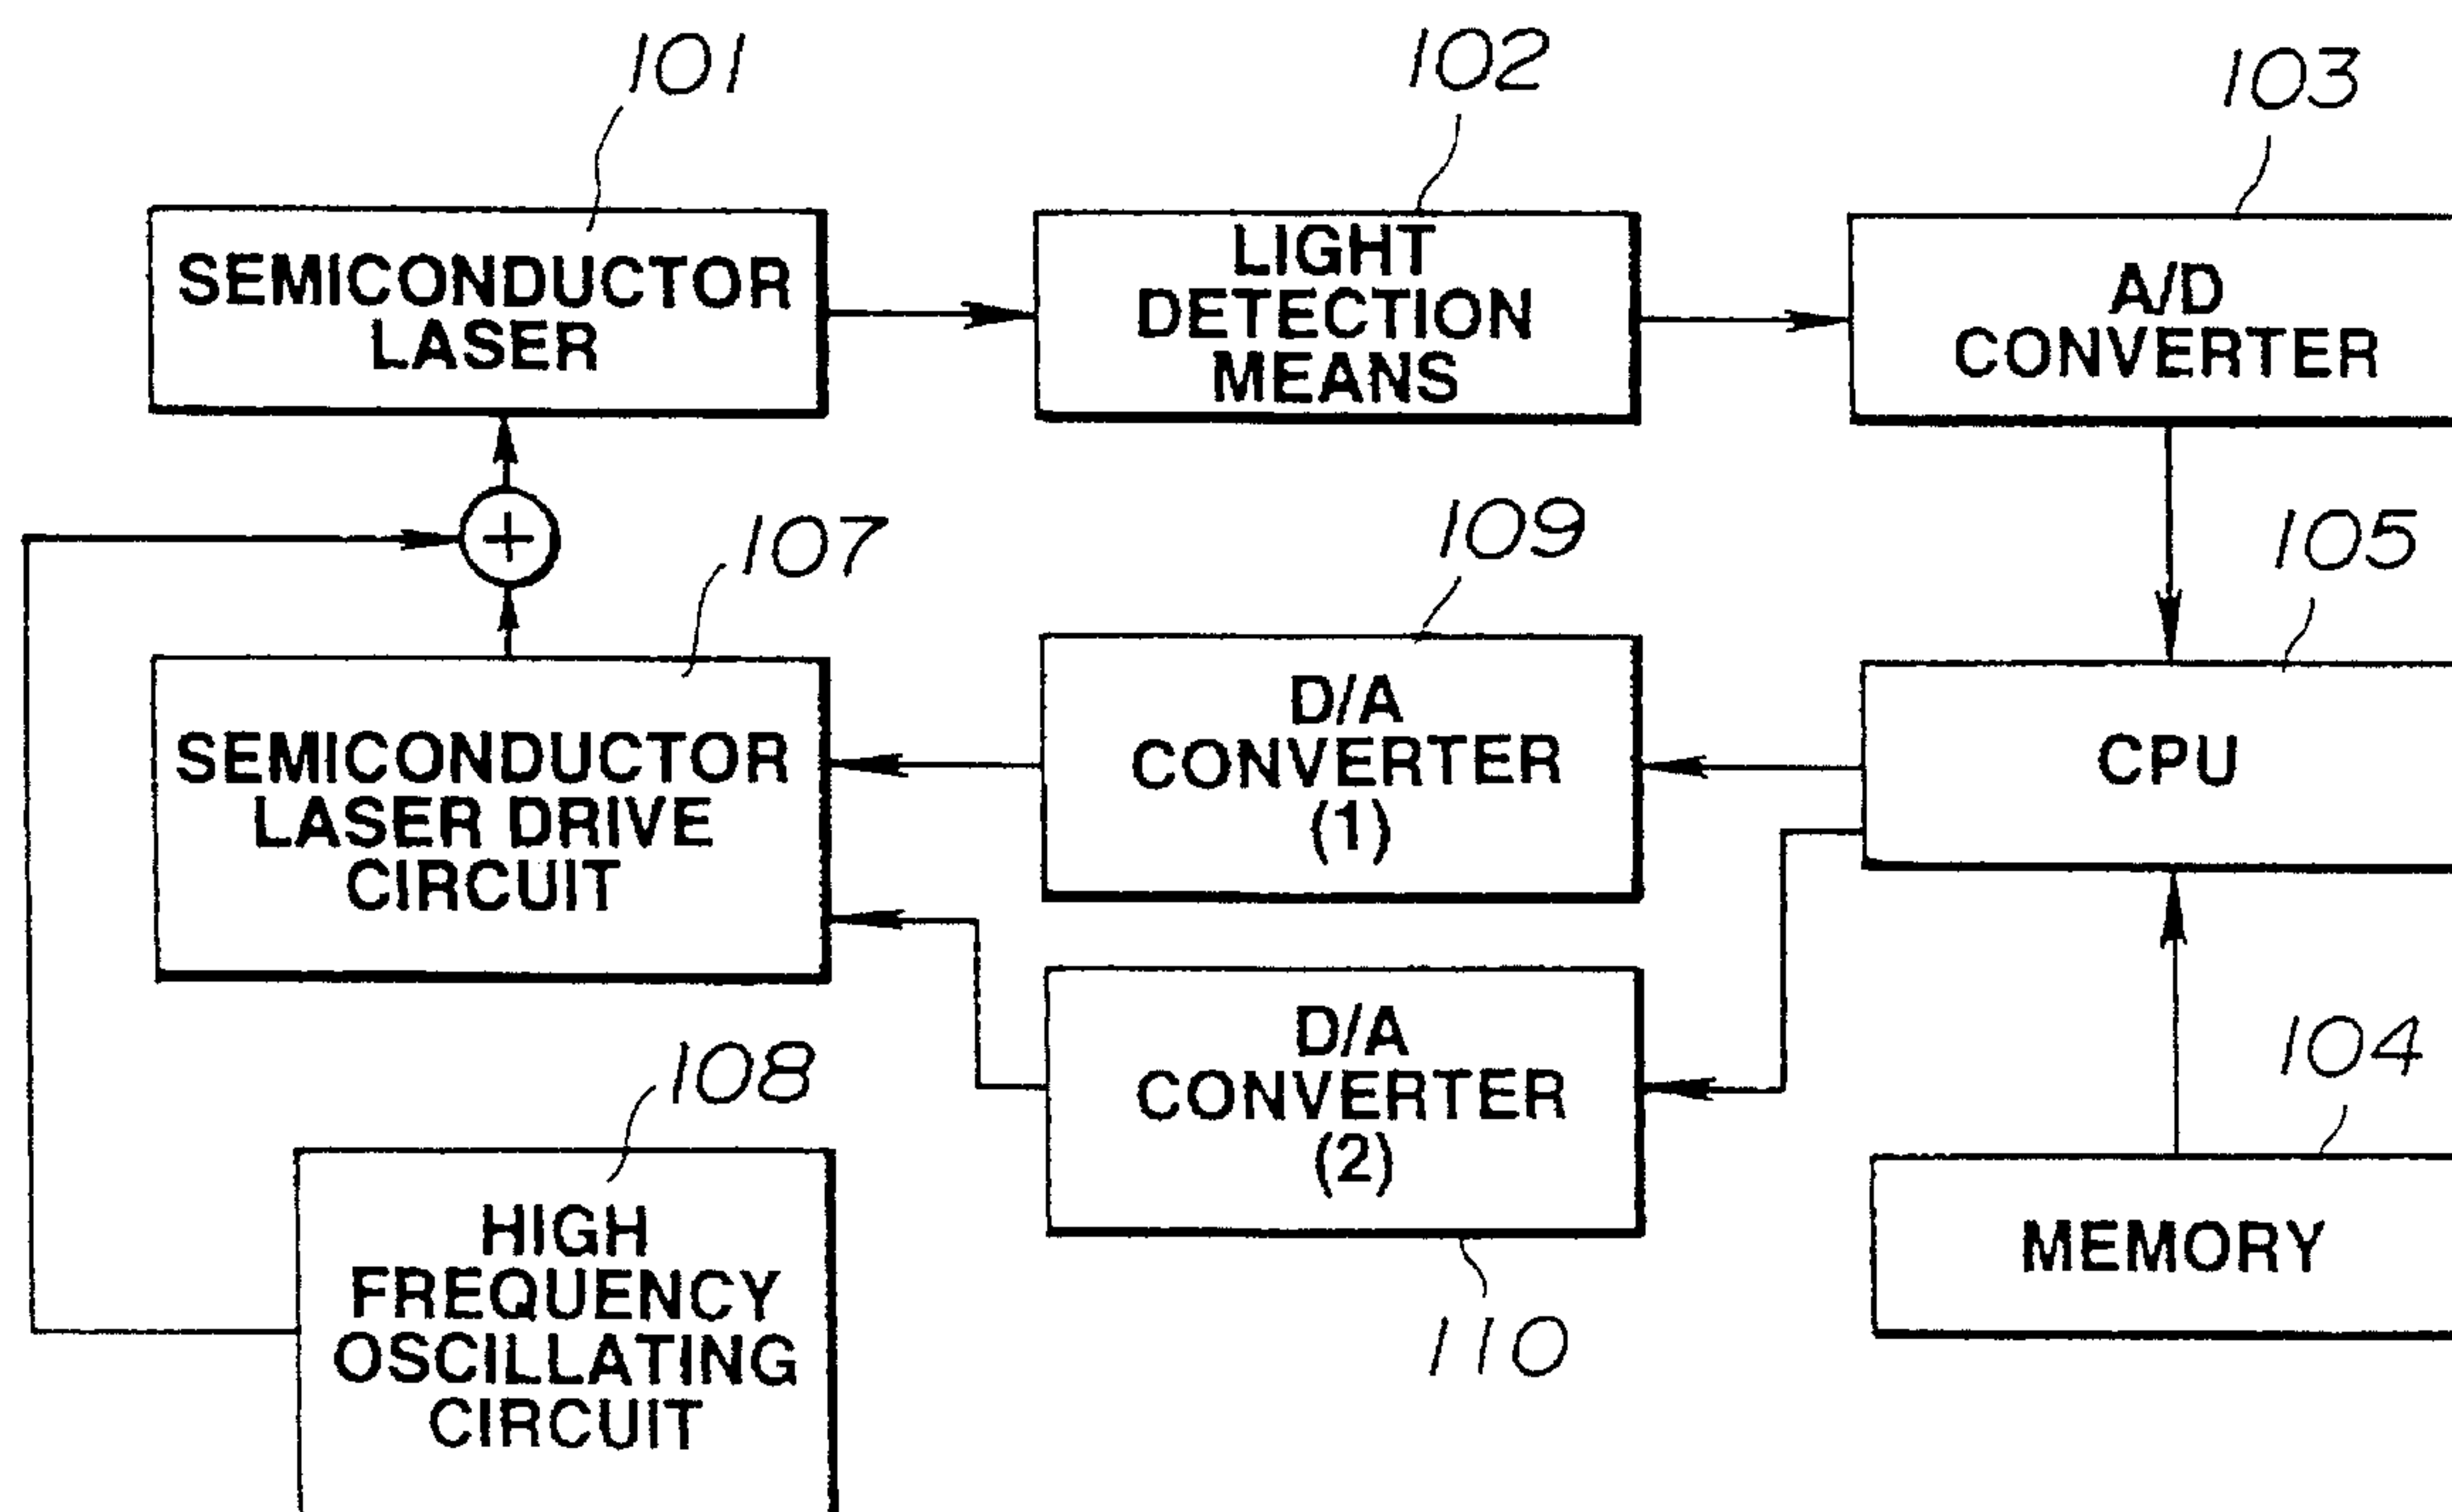 101
102
103
SEMICONDUCTOR
LASER
LIGHT
DETECTION
MEANS
A/D
CONVERTER
+
107
109
105
SEMICONDUCTOR
LASER DRIVE
CIRCUIT
D/A
CONVERTER
(1)
CPU
108
D/A
CONVERTER
(2)
104
HIGH
FREQUENCY
OSCILLATING
CIRCUIT
110
MEMORY